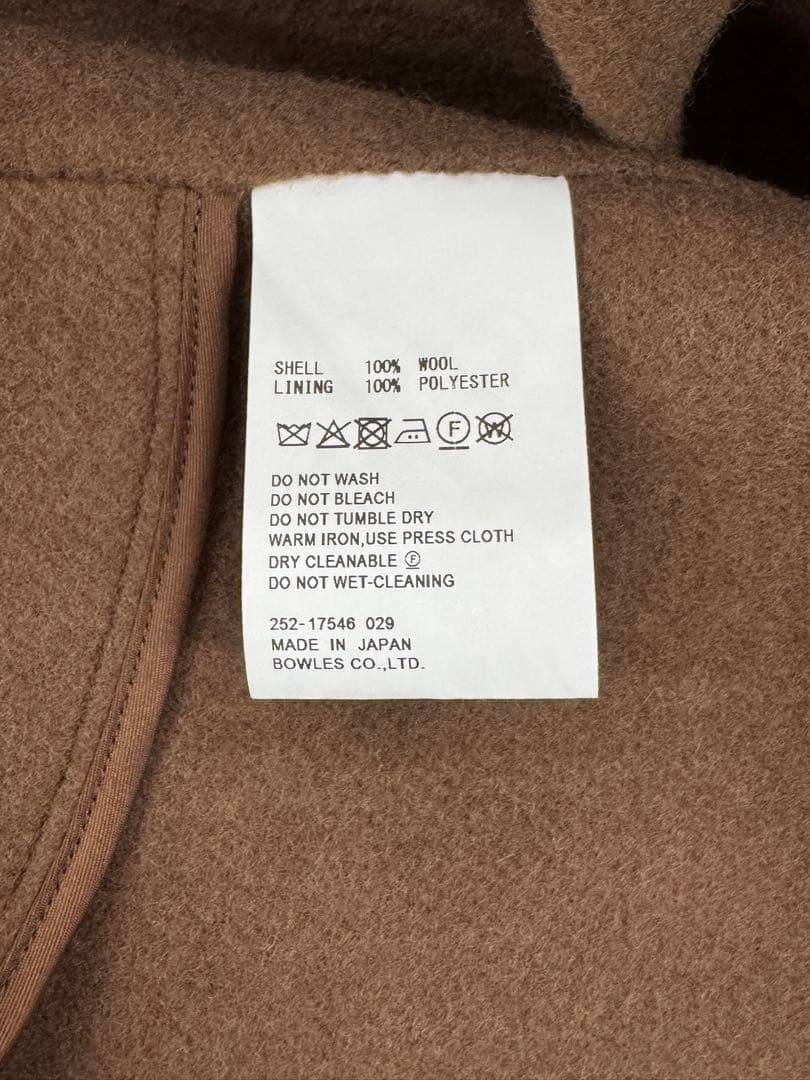 SHELL 100% WOOL
LINING 100% POLYESTER
F W
DO NOT WASH
DO NOT BLEACH
DO NOT TUMBLE DRY
WARM IRON,USE PRESS CLOTH
DRY CLEANABLE Ⓕ
DO NOT WET-CLEANING
252-17546 029
MADE IN JAPAN
BOWLES CO.,LTD.